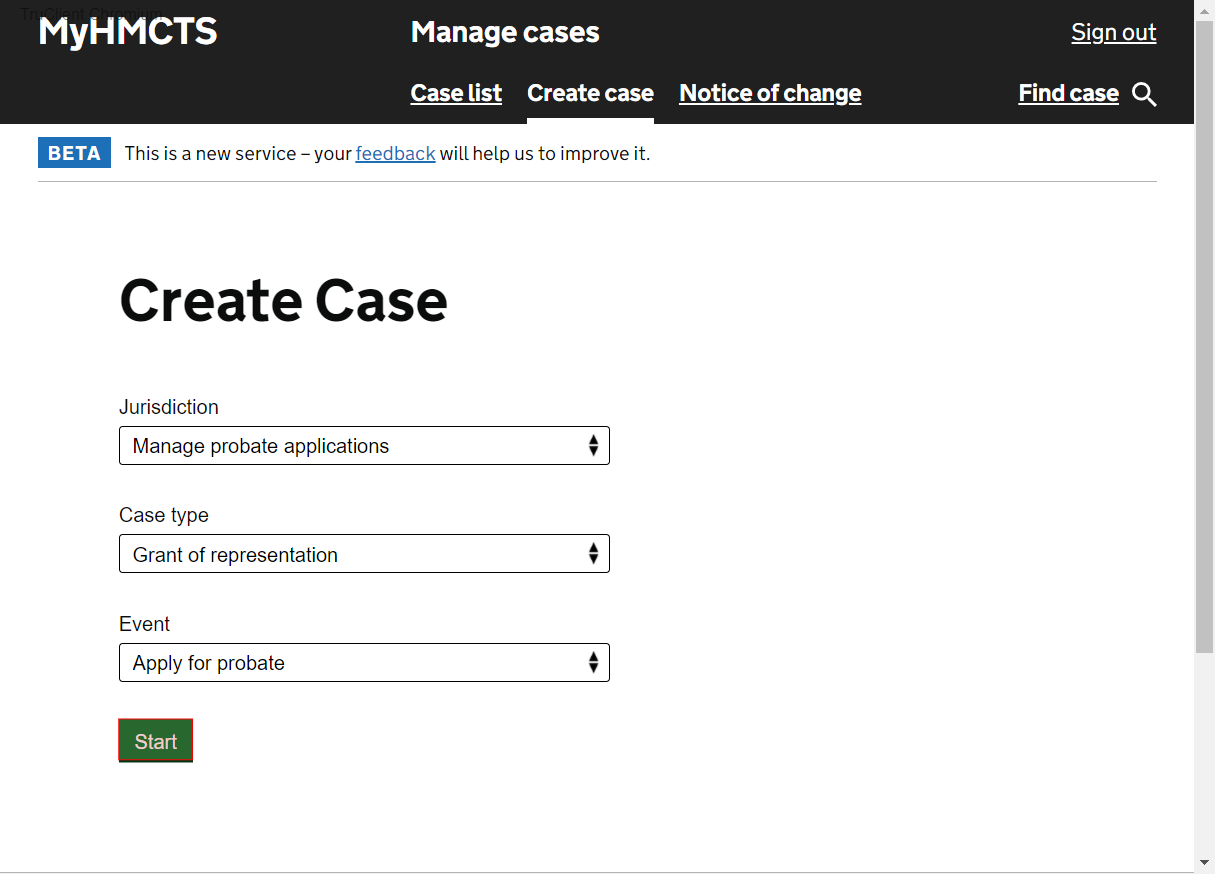 TruClient Chromium
MyHMCTS
Manage cases
Sign out
Case list
Create case
Notice of change
Find case
BETA
This is a new service – your feedback will help us to improve it.
Create Case
Jurisdiction
Manage probate applications
Case type
Grant of representation
Event
Apply for probate
Start